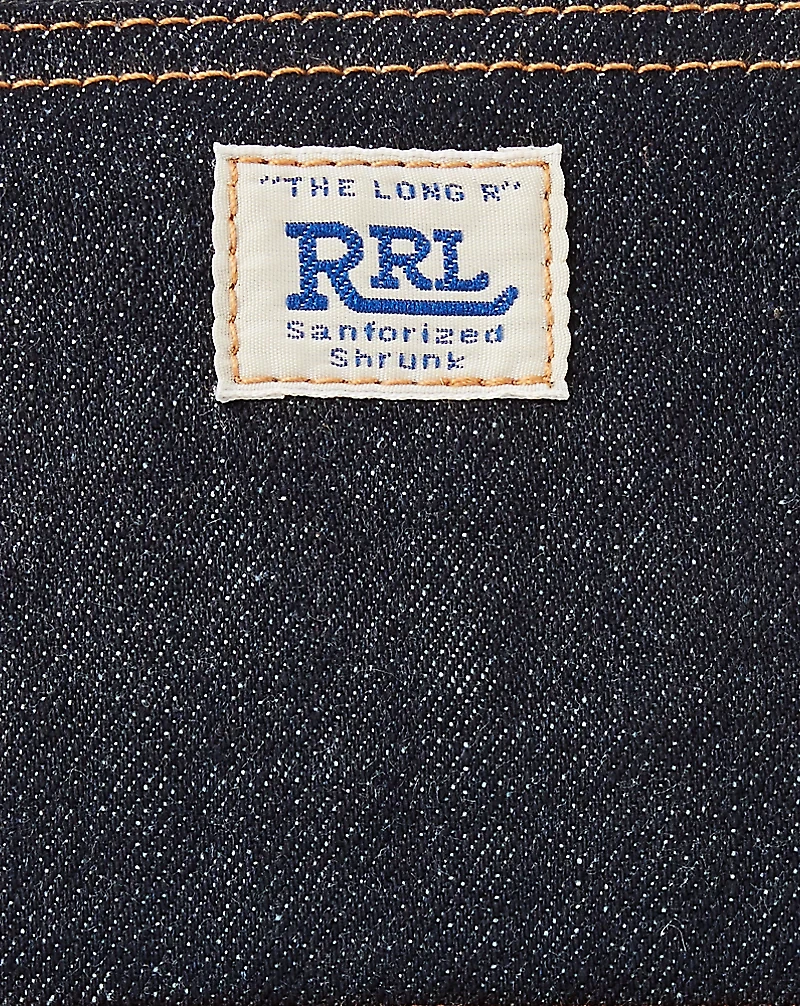 "THE LONG R"
RRL
Sanforized
Shrunk